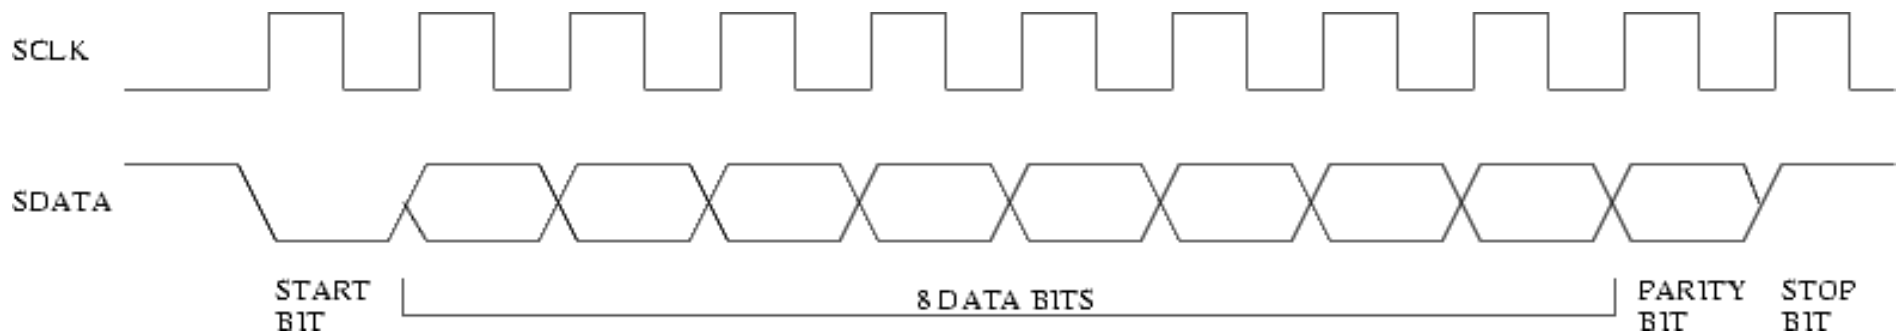 SCLK
SDATA
START
BIT
8 DATA BITS
PARITY
BIT
STOP
BIT